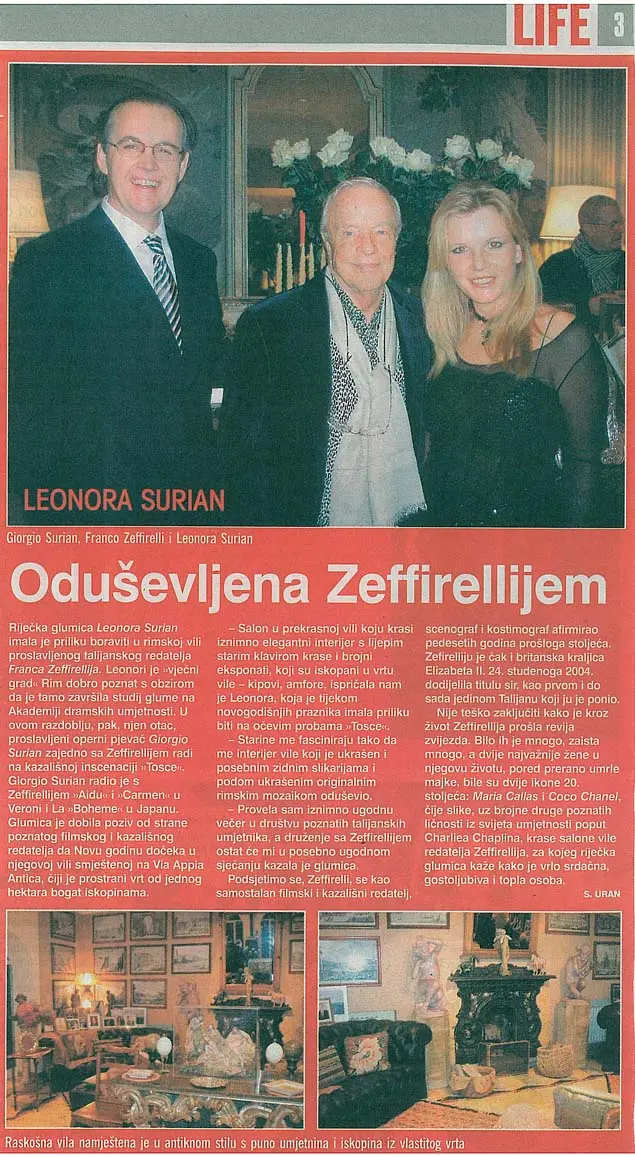 LIFE 3
LEONORA SURIAN
Giorgio Surian, Franco Zeffirelli i Leonora Surian
Oduševljena Zeffirellijem
Riječka glumica Leonora Surian
imala je priliku boraviti u rimskoj vili
proslavljenog talijanskog redatelja
Franca Zeffirellija. Leonori je »vječni
grad« Rim dobro poznat s obzirom
da je tamo završila studij glume na
Akademiji dramskih umjetnosti. U
ovom razdoblju, pak, njen otac,
proslavljeni operni pjevač Giorgio
Surian zajedno sa Zeffirellijem radi
na kazališnoj inscenaciji »Tosce«.
Giorgio Surian radio je s
Zeffirellijem »Aidu« i »Carmen« u
Veroni i La »Boheme« u Japanu.
Glumica je dobila poziv od strane
poznatog filmskog i kazališnog
redatelja da Novu godinu dočeka u
njegovoj vili smještenoj na Via Appia
Antica, čiji je prostrani vrt od jednog
hektara bogat iskopinama.
– Salon u prekrasnoj vili koju krasi
iznimno elegantni interijer s lijepim
starim klavirom krase i brojni
eksponati, koji su iskopani u vrtu
vile – kipovi, amfore, ispričala nam
je Leonora, koja je tijekom
novogodišnjih praznika imala priliku
biti na očevim probama »Tosce«.
– Starine me fasciniraju tako da
me interijer vile koji je ukrašen i
posebnim zidnim slikarijama i
podom ukrašenim originalnim
rimskim mozaikom oduševio.
– Provela sam iznimno ugodnu
večer u društvu poznatih talijanskih
umjetnika, a druženje sa Zeffirellijem
ostat će mi u posebno ugodnom
sjećanju kazala je glumica.
Podsjetimo se, Zeffirelli, se kao
samostalan filmski i kazališni redatelj,
scenograf i kostimograf afirmirao
pedesetih godina prošloga stoljeća.
Zefireliju je čak i britanska kraljica
Elizabeta II. 24. studenoga 2004.
dodijelila titulu sir, kao prvom i do
sada jedinom Talijanu koji ju je ponio.
Nije teško zaključiti kako je kroz
život Zeffirellija prošla revija
zvijezda. Bilo ih je mnogo, zaista
mnogo, a dvije najvažnije žene u
njegovu životu, pored prerano umrle
majke, bile su dvije ikone 20.
stoljeća: Maria Callas i Coco Chanel,
čije slike, uz brojne druge poznatih
ličnosti iz svijeta umjetnosti poput
Charliea Chaplina, krase salone vile
redatelja Zeffirellija, za kojeg riječka
glumica kaže kako je vrlo srdačna,
gostoljubiva i topla osoba.
S. URAN
Raskošna vila namještena je u antiknom stilu s puno umjetnina i iskopina iz vlastitog vrta